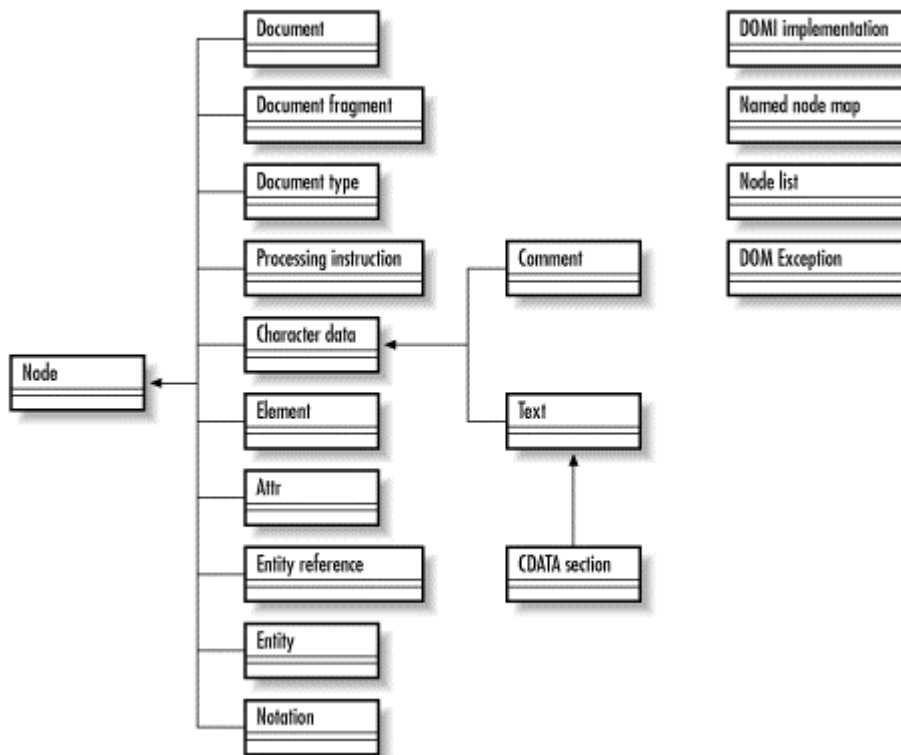 Document
DOMI implementation
Document fragment
Named node map
Document type
Node list
Processing instruction
Comment
DOM Exception
Character data
Node
Element
Text
Attr
Entity reference
CDATA section
Entity
Notation